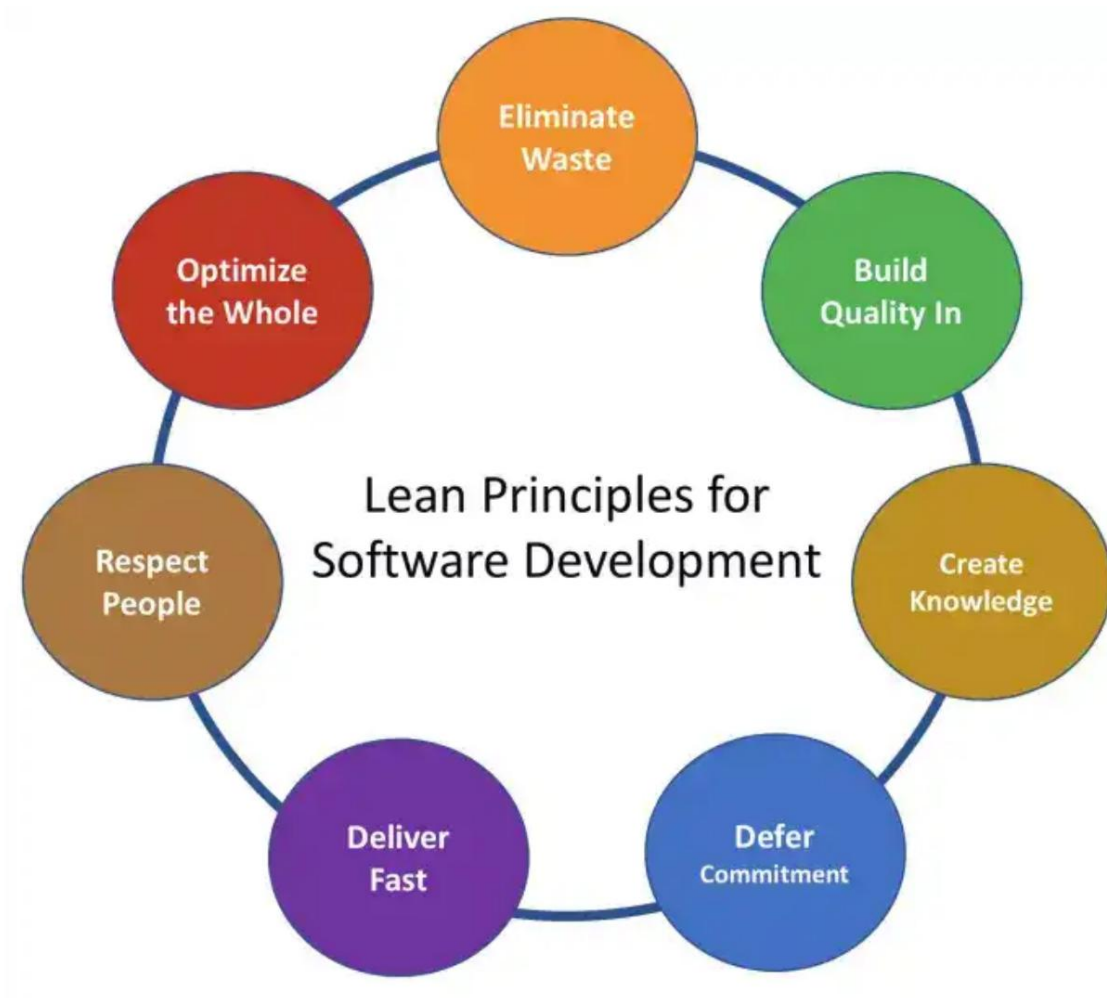 Eliminate
Waste
Build
Quality In
Create
Knowledge
Defer
Commitment
Deliver
Fast
Respect
People
Optimize
the Whole
Lean Principles for
Software Development